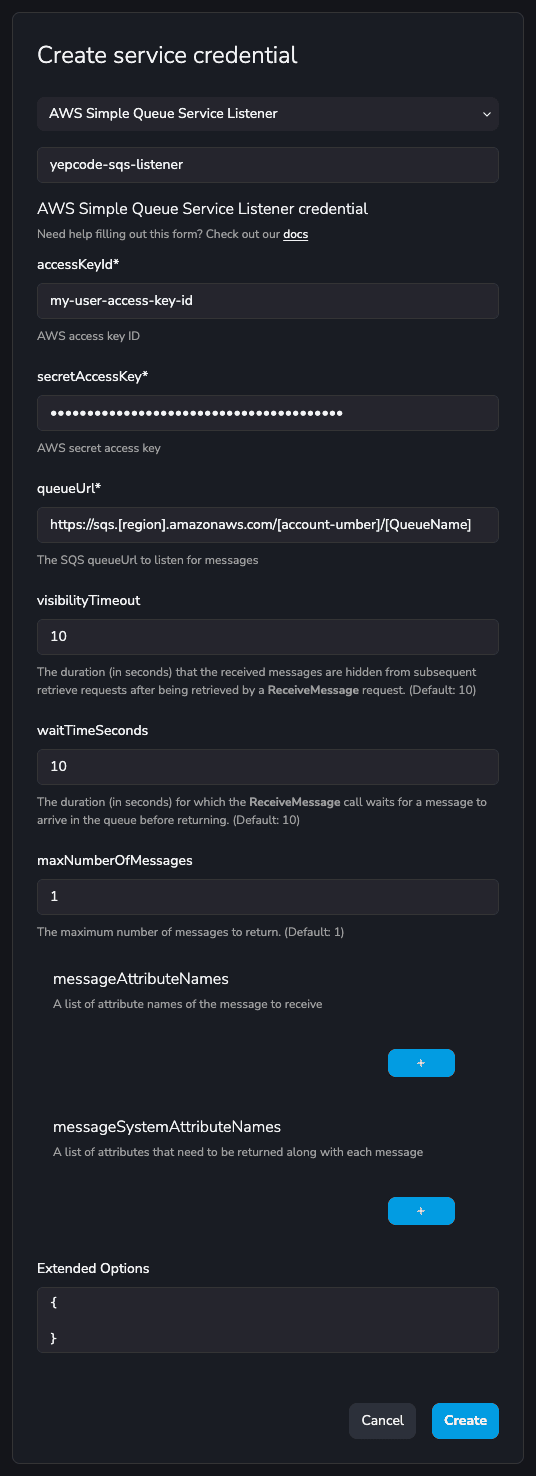 Create service credential
AWS Simple Queue Service Listener
yepcode-sqs-listener
AWS Simple Queue Service Listener credential
Need help filling out this form? Check out our docs
accessKeyId*
my-user-access-key-id
AWS access key ID
secretAccessKey*
••••••••••••••••••••••••••••••••••••••••
AWS secret access key
queueUrl*
https://sqs.[region].amazonaws.com/[account-umber]/[QueueName]
The SQS queueUrl to listen for messages
visibilityTimeout
10
The duration (in seconds) that the received messages are hidden from subsequent
retrieve requests after being retrieved by a ReceiveMessage request. (Default: 10)
waitTimeSeconds
10
The duration (in seconds) for which the ReceiveMessage call waits for a message to
arrive in the queue before returning. (Default: 10)
maxNumberOfMessages
1
The maximum number of messages to return. (Default: 1)
messageAttributeNames
A list of attribute names of the message to receive
+
messageSystemAttributeNames
A list of attributes that need to be returned along with each message
+
Extended Options
{
}
Cancel Create